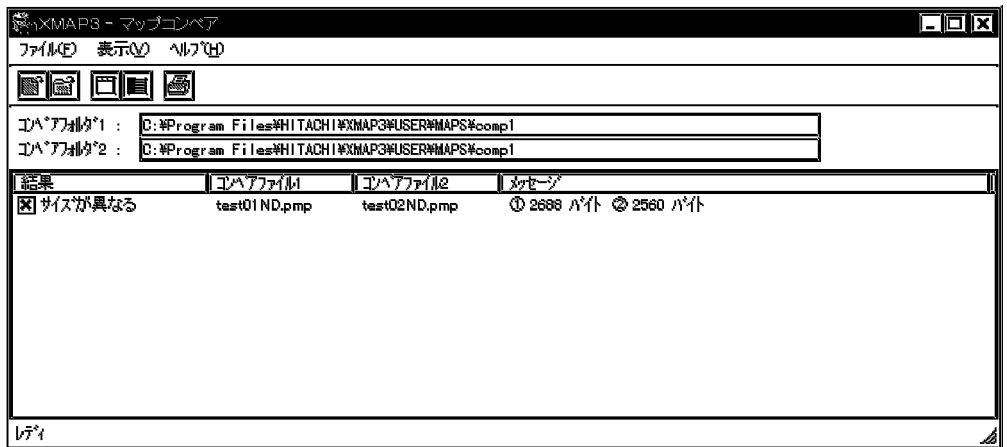 XMAP3 - マップコンペア
ﾌｧｲﾙ(F) 表示(V) ﾍﾙﾌﾟ(H)
ｺﾝﾍﾟｱﾌｫﾙﾀﾞ1 : C:¥Program Files¥HITACHI¥XMAP3¥USER¥MAPS¥comp1
ｺﾝﾍﾟｱﾌｫﾙﾀﾞ2 : C:¥Program Files¥HITACHI¥XMAP3¥USER¥MAPS¥comp1
結果 ｺﾝﾍﾟｱﾌｧｲﾙ1 ｺﾝﾍﾟｱﾌｧｲﾙ2 ﾒｯｾｰｼﾞ
ｻｲｽﾞが異なる test01ND.pmp test02ND.pmp ① 2688 ﾊﾞｲﾄ ② 2560 ﾊﾞｲﾄ
ﾚﾃﾞｨ